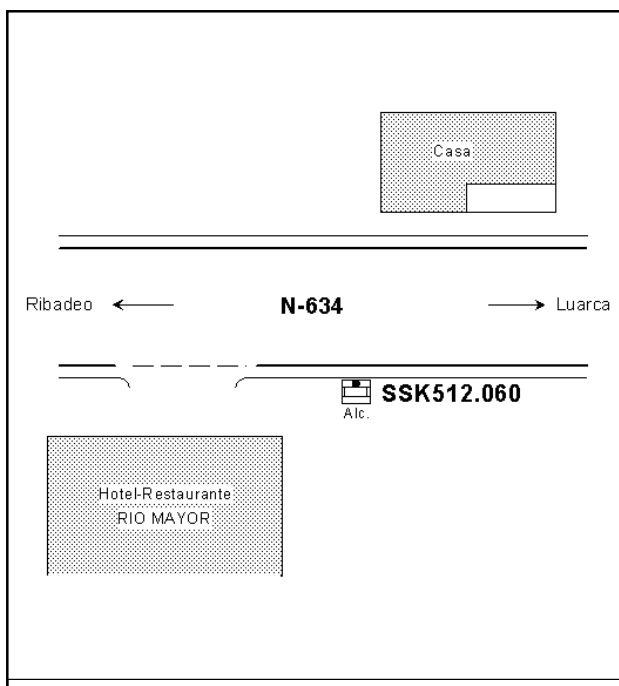 Casa
Ribadeo
N-634
Luarca
SSK512.060
Alc.
Hotel-Restaurante
RIO MAYOR